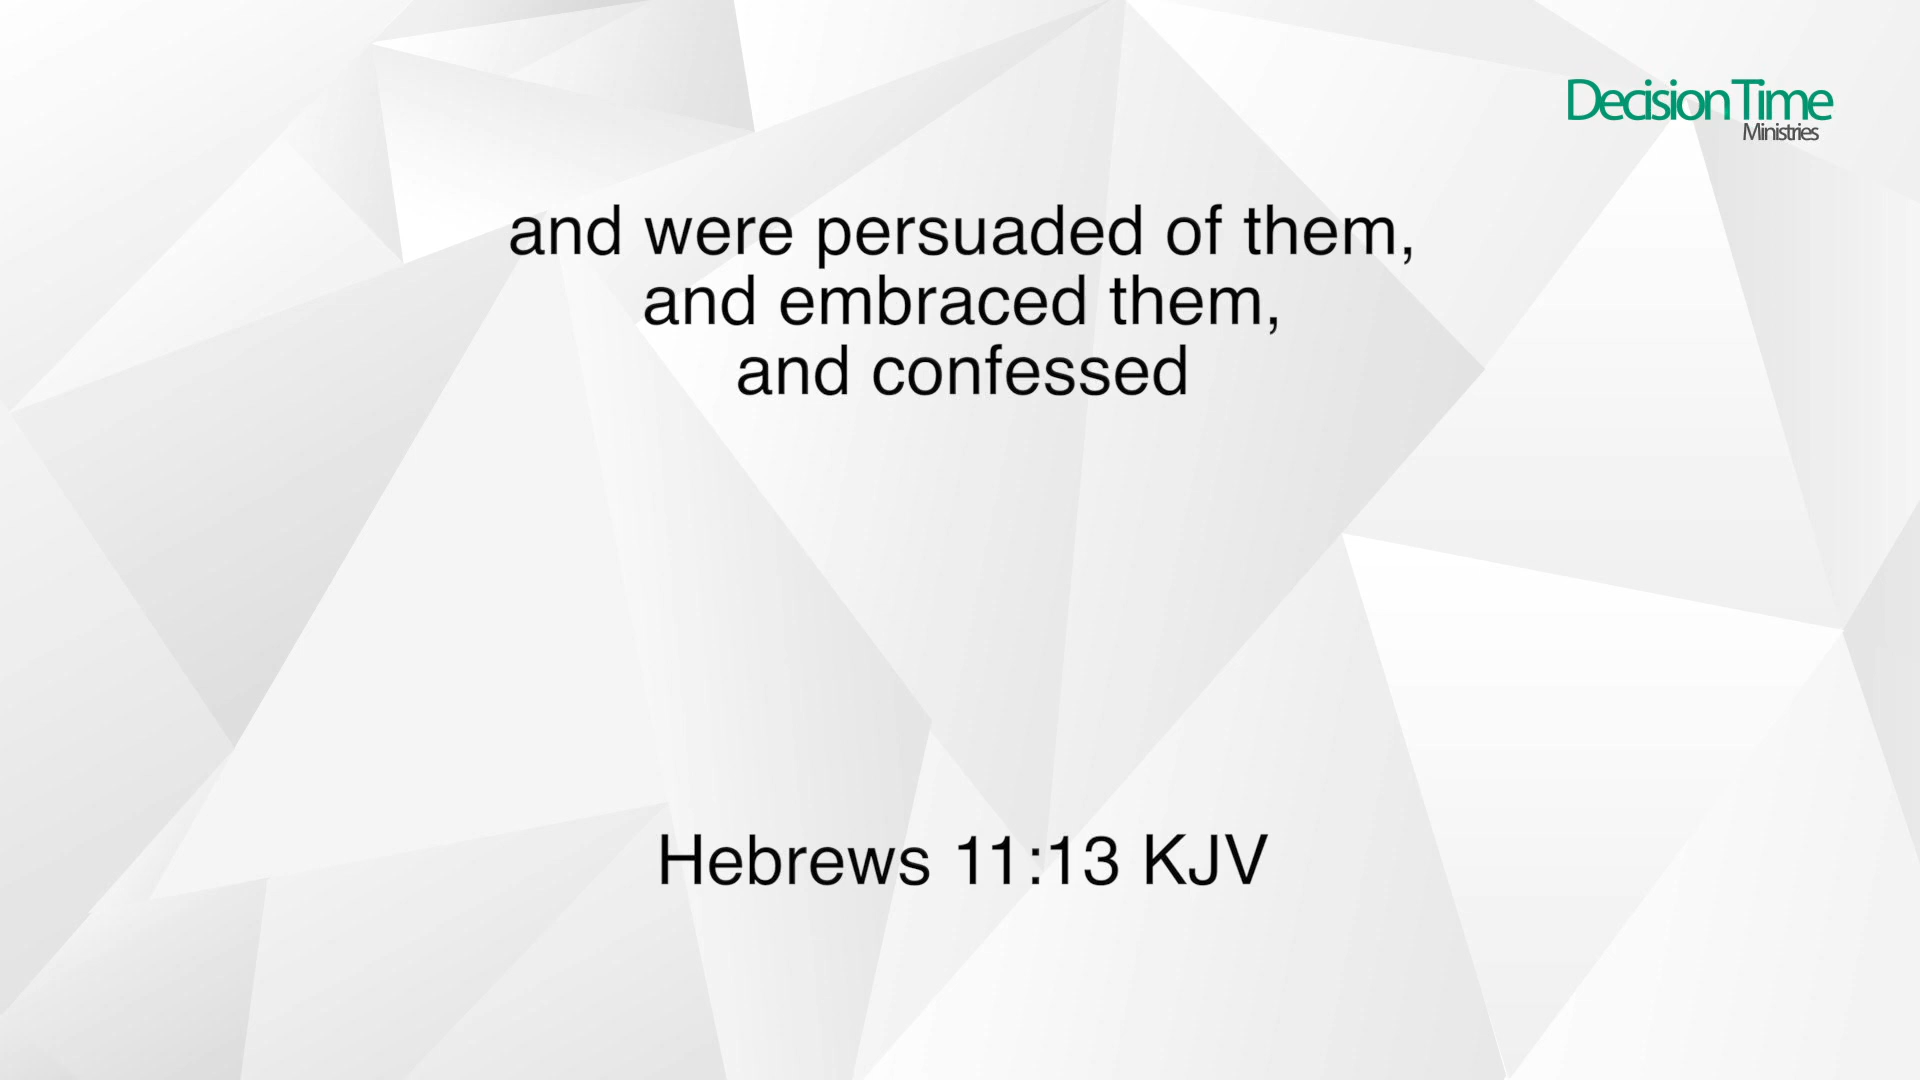 DecisionTime
Ministries
and were persuaded of them,
and embraced them,
and confessed
Hebrews 11:13 KJV